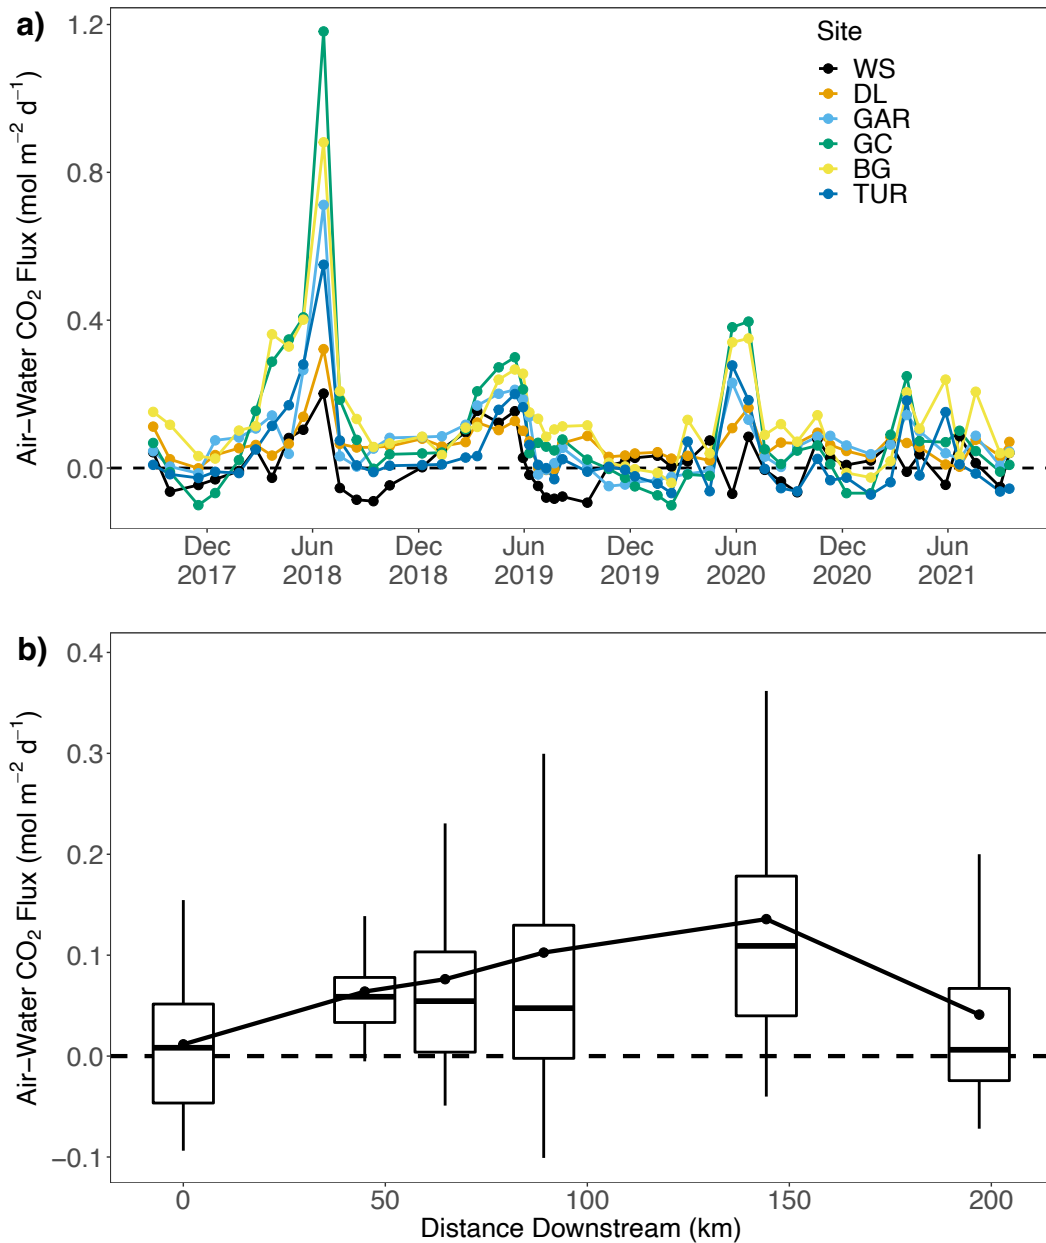 a)
Air−Water CO₂ Flux (mol m⁻² d⁻¹)
1.2
0.8
0.4
0.0
Site
WS
DL
GAR
GC
BG
TUR
Dec 2017
Jun 2018
Dec 2018
Jun 2019
Dec 2019
Jun 2020
Dec 2020
Jun 2021
b)
Air−Water CO₂ Flux (mol m⁻² d⁻¹)
0.4
0.3
0.2
0.1
0.0
−0.1
0
50
100
150
200
Distance Downstream (km)